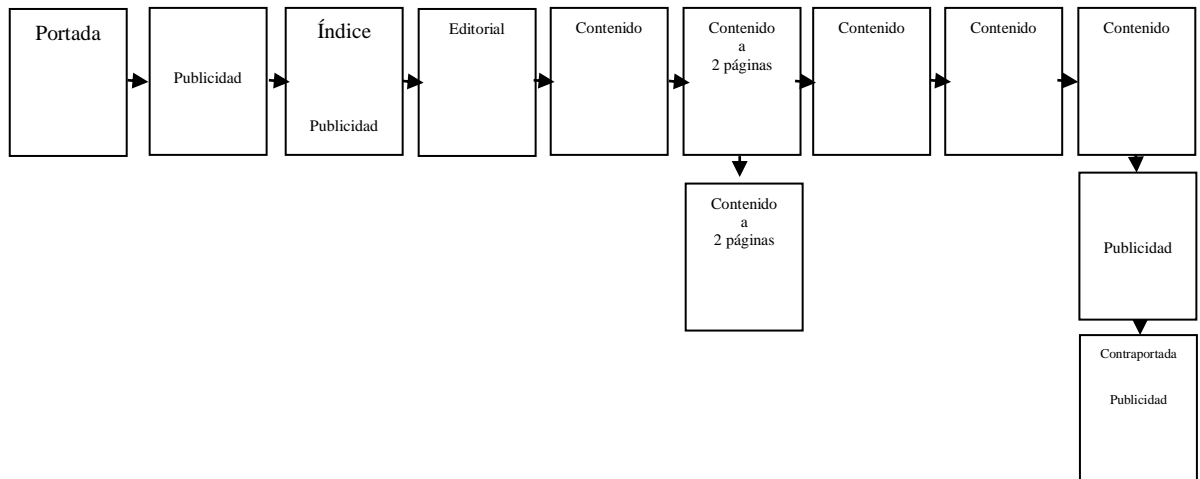 Portada
Publicidad
Índice
Publicidad
Editorial
Contenido
Contenido
a
2 páginas
Contenido
Contenido
Contenido
Contenido
a
2 páginas
Publicidad
Contraportada
Publicidad